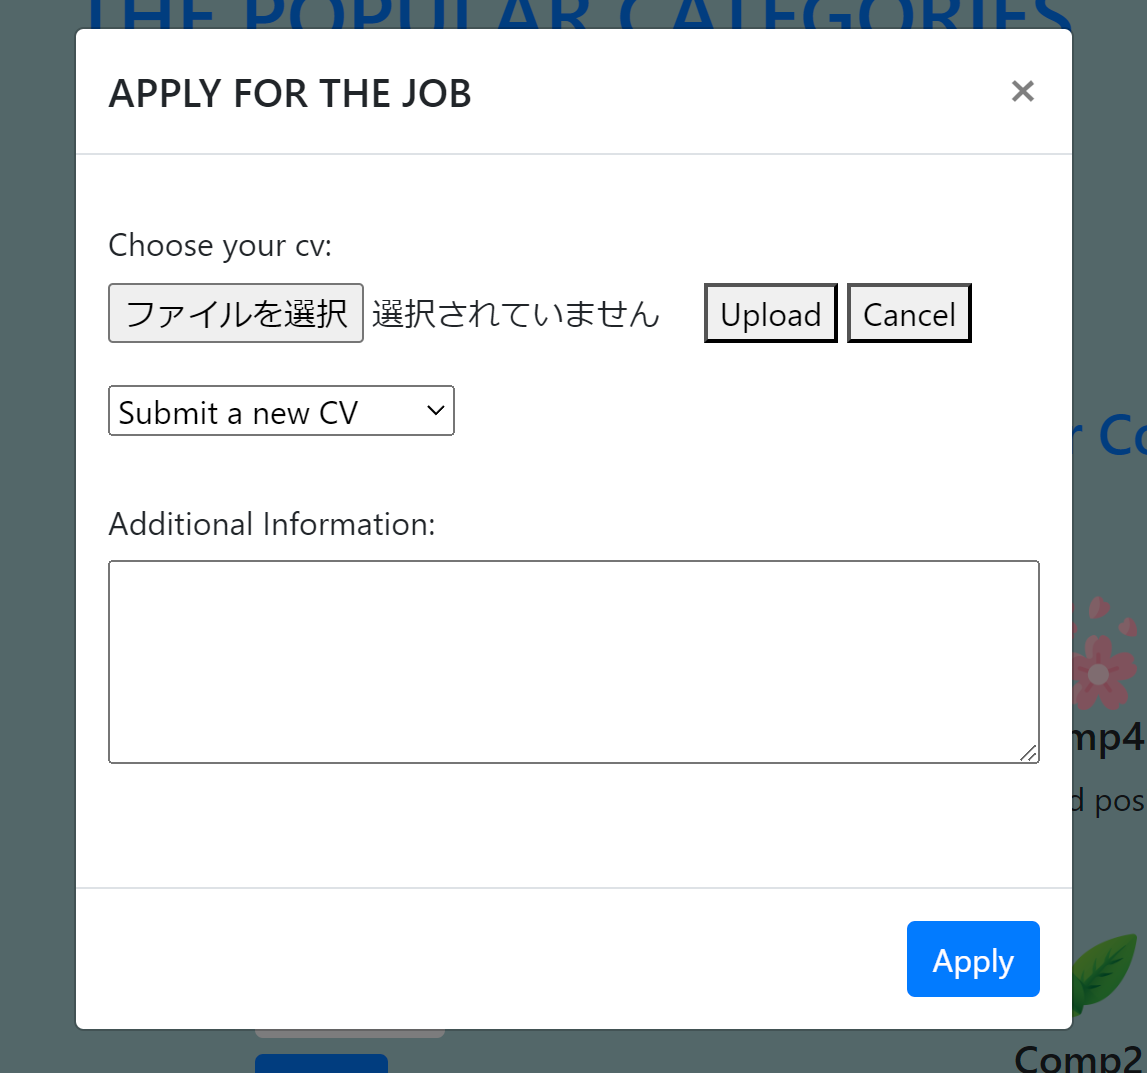 THE POPULAR CATEGORIES
APPLY FOR THE JOB
×
Choose your cv:
ファイルを選択 選択されていません Upload Cancel
Submit a new CV
r Co
Additional Information:
mp4
d pos
Apply
Comp2